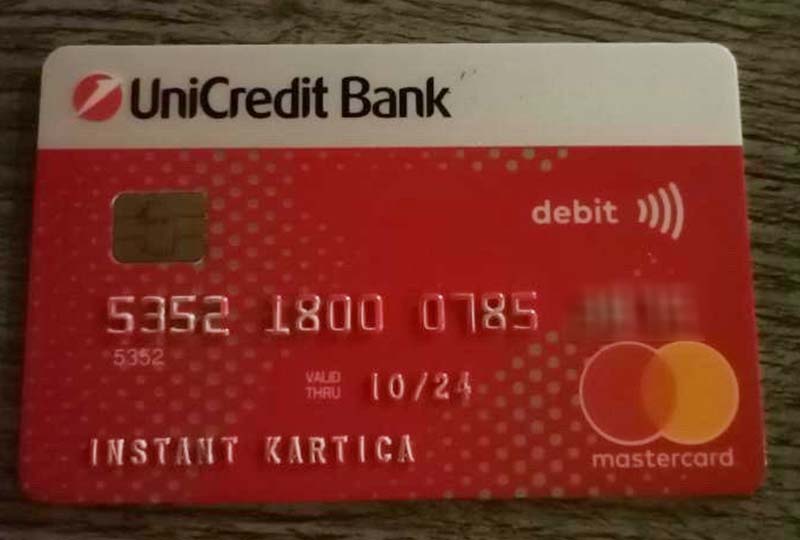 UniCredit Bank
debit
5352 1800 0785
5352
VALID THRU 10/24
INSTANT KARTICA
mastercard